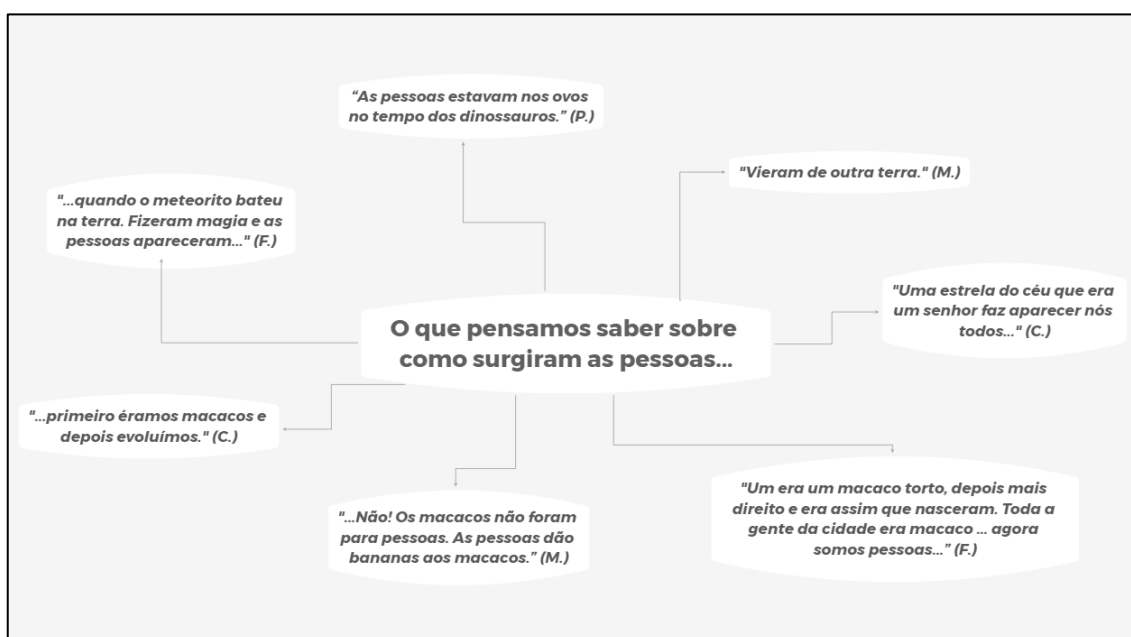 “As pessoas estavam nos ovos
no tempo dos dinossauros.” (P.)
"Vieram de outra terra." (M.)
"...quando o meteorito bateu
na terra. Fizeram magia e as
pessoas apareceram..." (F.)
"Uma estrela do céu que era
um senhor faz aparecer nós
todos..." (C.)
O que pensamos saber sobre
como surgiram as pessoas...
"...primeiro éramos macacos e
depois evoluímos." (C.)
"...Não! Os macacos não foram
para pessoas. As pessoas dão
bananas aos macacos.” (M.)
"Um era um macaco torto, depois mais
direito e era assim que nasceram. Toda a
gente da cidade era macaco ... agora
somos pessoas...” (F.)